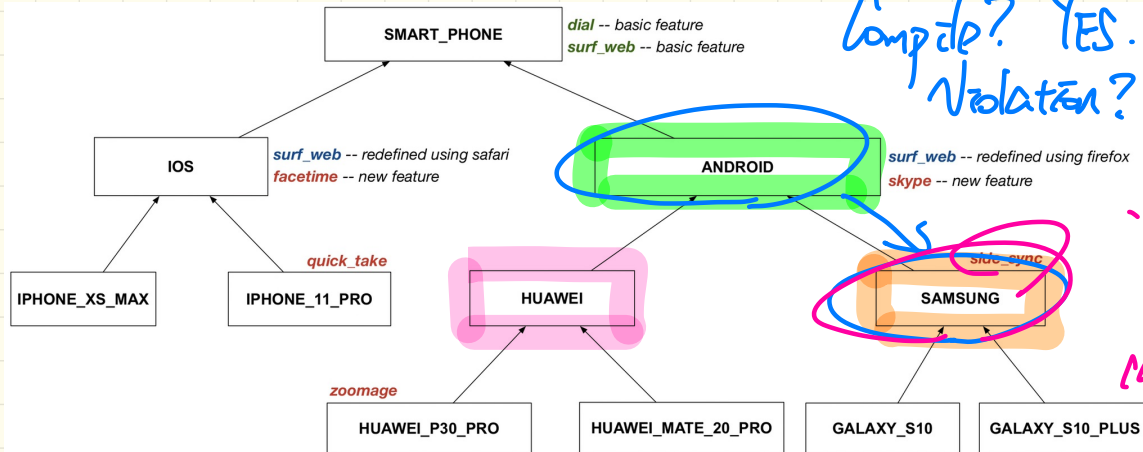 Compile? YES.
SMART_PHONE
dial -- basic feature
surf_web -- basic feature
Violation?
IOS
surf_web -- redefined using safari
facetime -- new feature
ANDROID
surf_web -- redefined using firefox
skype -- new feature
quick_take
side_sync
IPHONE_XS_MAX
IPHONE_11_PRO
HUAWEI
SAMSUNG
zoomage
HUAWEI_P30_PRO
HUAWEI_MATE_20_PRO
GALAXY_S10
GALAXY_S10_PLUS